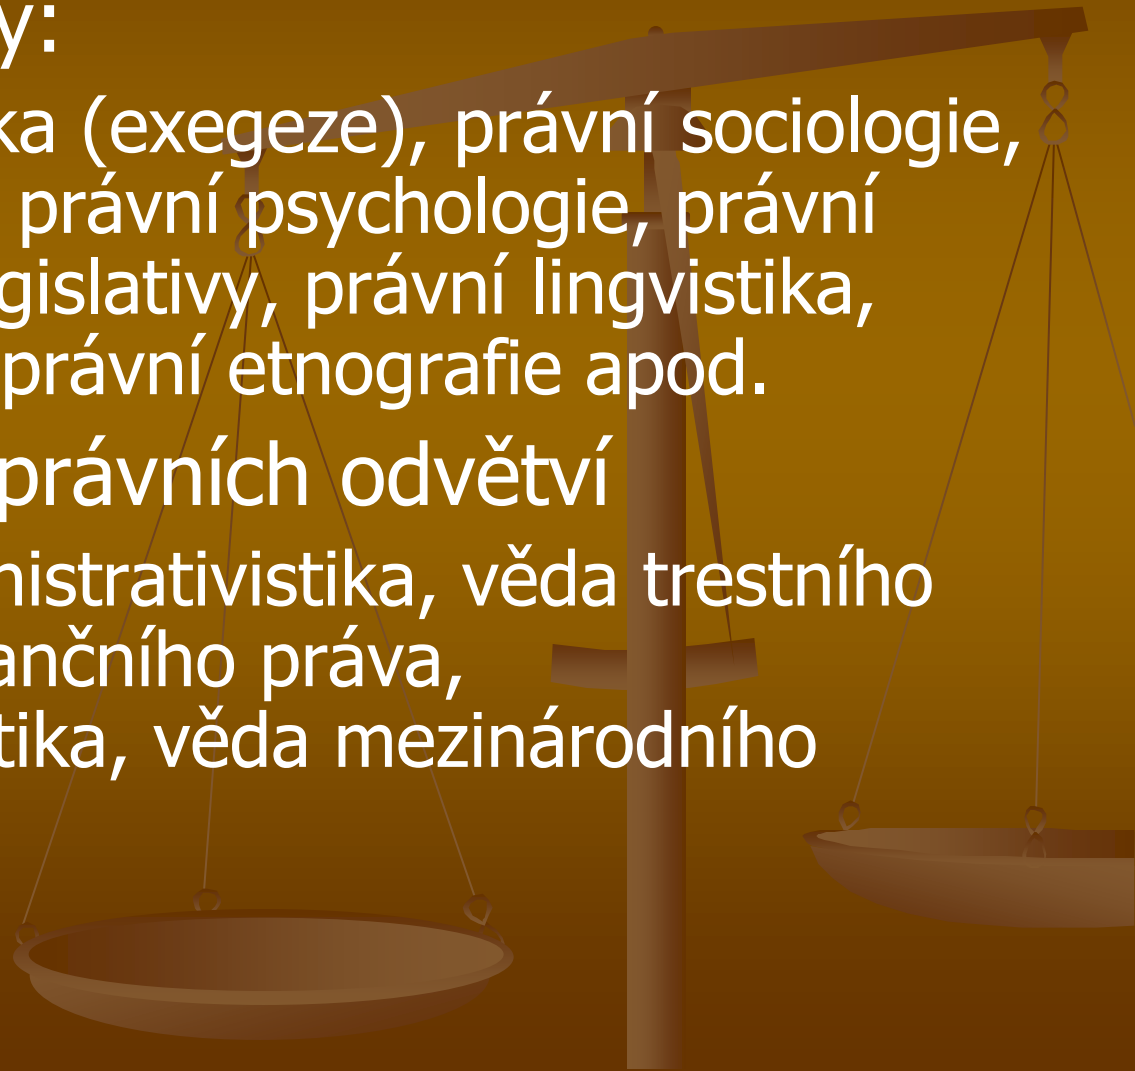 y:
ka (exegeze), právní sociologie,
právní psychologie, právní
gislativy, právní lingvistika,
právní etnografie apod.
právních odvětví
nistrativistika, věda trestního
ančního práva,
tika, věda mezinárodního